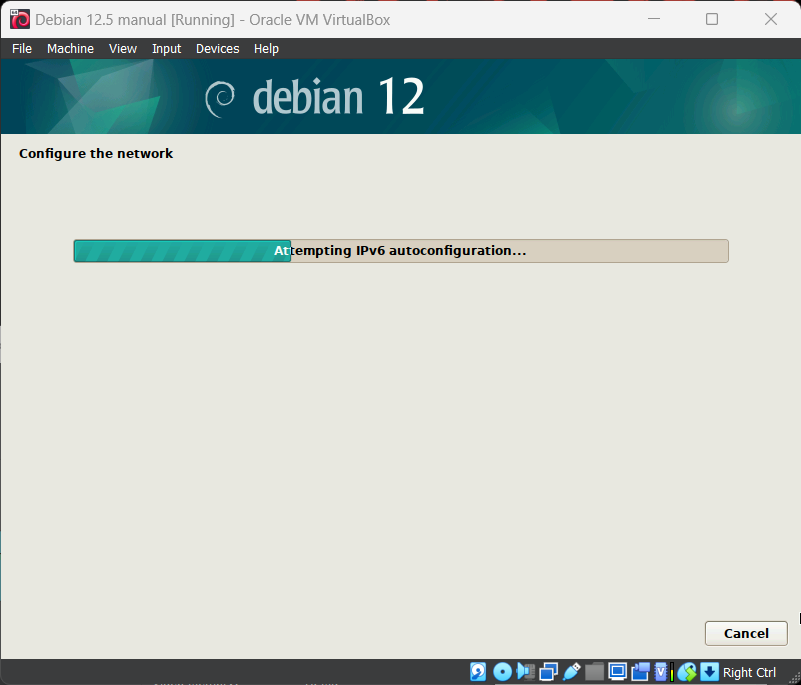 Debian 12.5 manual [Running] - Oracle VM VirtualBox
File Machine View Input Devices Help
debian 12
Configure the network
Attempting IPv6 autoconfiguration...
Cancel
Right Ctrl